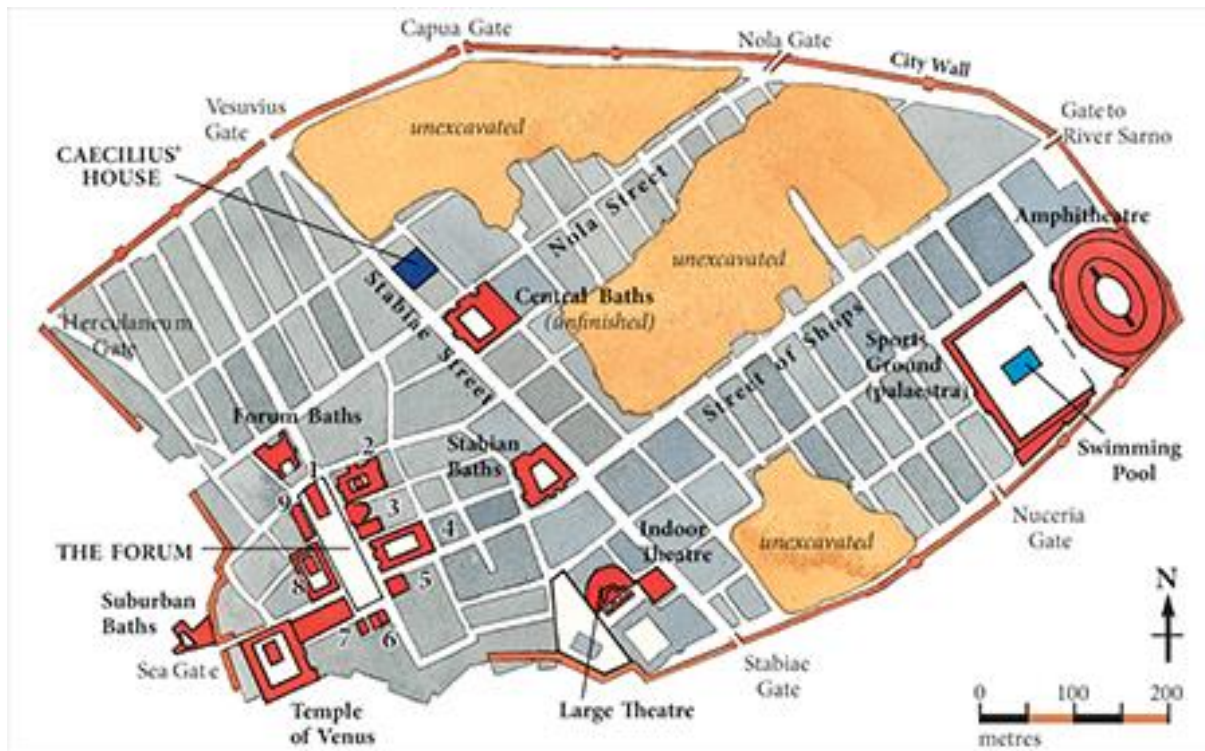 Capua Gate
Nola Gate
City Wall
Vesuvius
Gate
Gate to
River Sarno
unexcavated
CAECILIUS'
HOUSE
Nola Street
Amphitheatre
unexcavated
Stabiae Street
Central Baths
(unfinished)
Herculaneum
Gate
Street of Shops
Sports
Ground
(palaestra)
Forum Baths
Stabian
Baths
Swimming
Pool
1
2
3
4
5
6
7
8
9
Nuceria
Gate
THE FORUM
Indoor
Theatre
unexcavated
Suburban
Baths
Sea Gate
Stabiae
Gate
Temple
of Venus
Large Theatre
N
0 100 200
metres